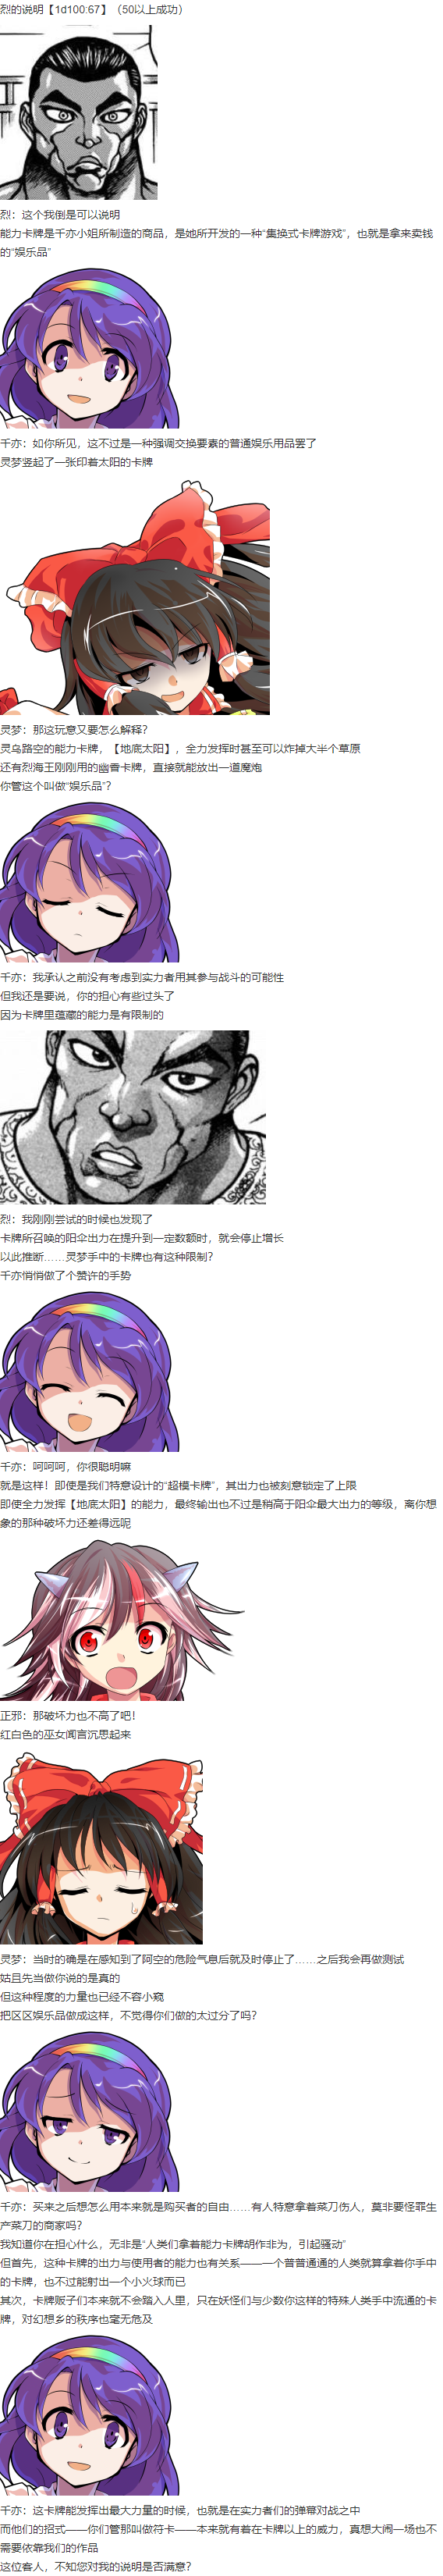 烈的说明【1d100:67】（50以上成功）
烈：这个我倒是可以说明
能力卡牌是千亦小姐所制造的商品，是她所开发的一种“集换式卡牌游戏”，也就是拿来卖钱
的“娱乐品”
千亦：如你所见，这不过是一种强调交换要素的普通娱乐用品罢了
灵梦竖起了一张印着太阳的卡牌
灵梦：那这玩意又要怎么解释？
灵乌路空的能力卡牌，【地底太阳】，全力发挥时甚至可以炸掉大半个草原
还有烈海王刚刚用的幽香卡牌，直接就能放出一道魔炮
你管这个叫做“娱乐品”？
千亦：我承认之前没有考虑到实力者用其参与战斗的可能性
但我还是要说，你的担心有些过头了
因为卡牌里蕴藏的能力是有限制的
烈：我刚刚尝试的时候也发现了
卡牌所召唤的阳伞出力在提升到一定数额时，就会停止增长
以此推断……灵梦手中的卡牌也有这种限制？
千亦悄悄做了个赞许的手势
千亦：呵呵呵，你很聪明嘛
就是这样！即使是我们特意设计的“超模卡牌”，其出力也被刻意锁定了上限
即使全力发挥【地底太阳】的能力，最终输出也不过是稍高于阳伞最大出力的等级，离你想
象的那种破坏力还差得远呢
正邪：那破坏力也不高了吧！
红白色的巫女闻言沉思起来
灵梦：当时的确是在感知到了阿空的危险气息后就及时停止了……之后我会再做测试
姑且先当做你说的是真的
但这种程度的力量也已经不容小窥
把区区娱乐品做成这样，不觉得你们做的太过分了吗？
千亦：买来之后想怎么用本来就是购买者的自由……有人特意拿着菜刀伤人，莫非要怪罪生
产菜刀的商家吗？
我知道你在担心什么，无非是“人类们拿着能力卡牌胡作非为，引起骚动”
但首先，这种卡牌的出力与使用者的能力也有关系——一个普普通通的人类就算拿着你手中
的卡牌，也不过能射出一个小火球而已
其次，卡牌贩子们本来就不会踏入人里，只在妖怪们与少数你这样的特殊人类手中流通的卡
牌，对幻想乡的秩序也毫无危及
千亦：这卡牌能发挥出最大力量的时候，也就是在实力者们的弹幕对战之中
而他们的招式——你们管那叫做符卡——本来就有着在卡牌以上的威力，真想大闹一场也不
需要依靠我们的作品
这位客人，不知您对我的说明是否满意？